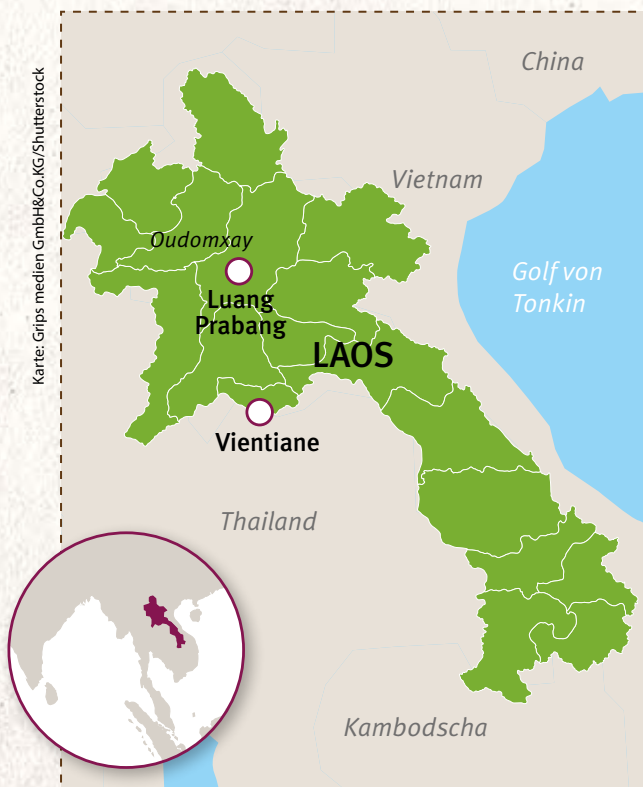 China
Vietnam
Karte: Grips medien GmbH&Co.KG/Shutterstock
Oudomxay
Golf von
Tonkin
Luang
Prabang
LAOS
Vientiane
Thailand
Kambodscha